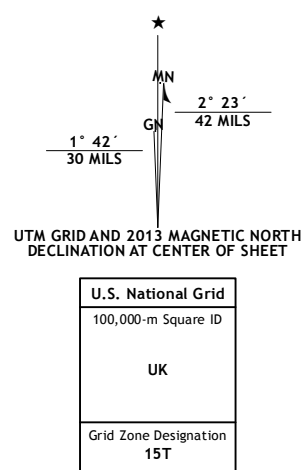 ★
MN
GN
2° 23´
42 MILS
1° 42´
30 MILS
UTM GRID AND 2013 MAGNETIC NORTH
DECLINATION AT CENTER OF SHEET
U.S. National Grid
100,000-m Square ID
UK
Grid Zone Designation
15T